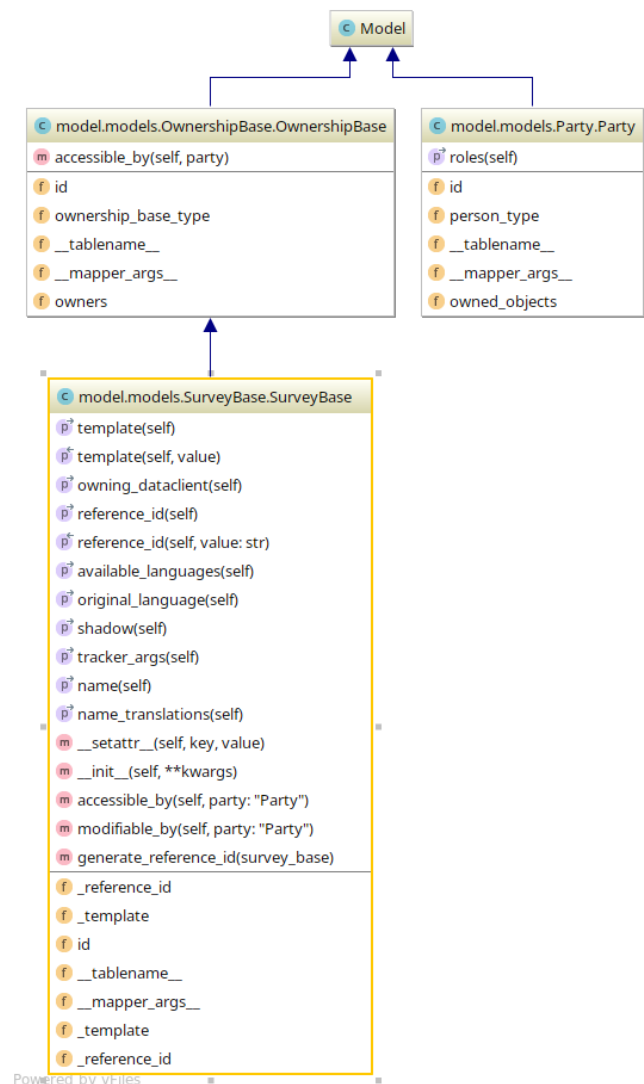 C Model
C model.models.OwnershipBase.OwnershipBase
m accessible_by(self, party)
f id
f ownership_base_type
f __tablename__
f __mapper_args__
f owners
C model.models.Party.Party
p roles(self)
f id
f person_type
f __tablename__
f __mapper_args__
f owned_objects
C model.models.SurveyBase.SurveyBase
p template(self)
p template(self, value)
p owning_dataclient(self)
p reference_id(self)
p reference_id(self, value: str)
p available_languages(self)
p original_language(self)
p shadow(self)
p tracker_args(self)
p name(self)
p name_translations(self)
m __setattr__(self, key, value)
m __init__(self, **kwargs)
m accessible_by(self, party: "Party")
m modifiable_by(self, party: "Party")
m generate_reference_id(survey_base)
f _reference_id
f _template
f id
f __tablename__
f __mapper_args__
f _template
f _reference_id
Powered by yFiles